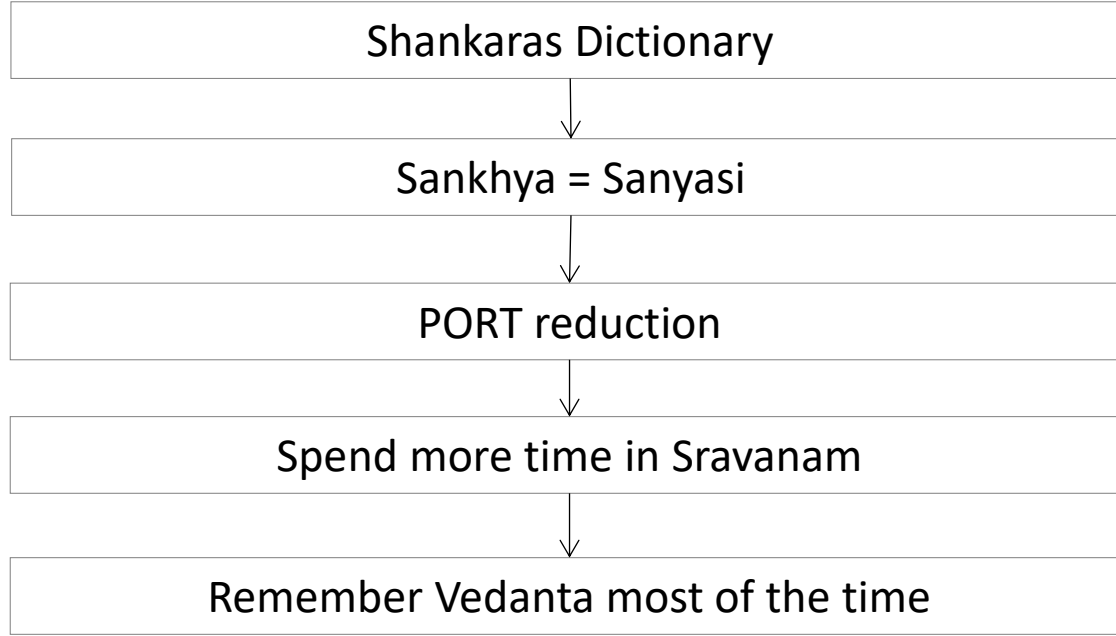 Shankaras Dictionary
Sankhya = Sanyasi
PORT reduction
Spend more time in Sravanam
Remember Vedanta most of the time